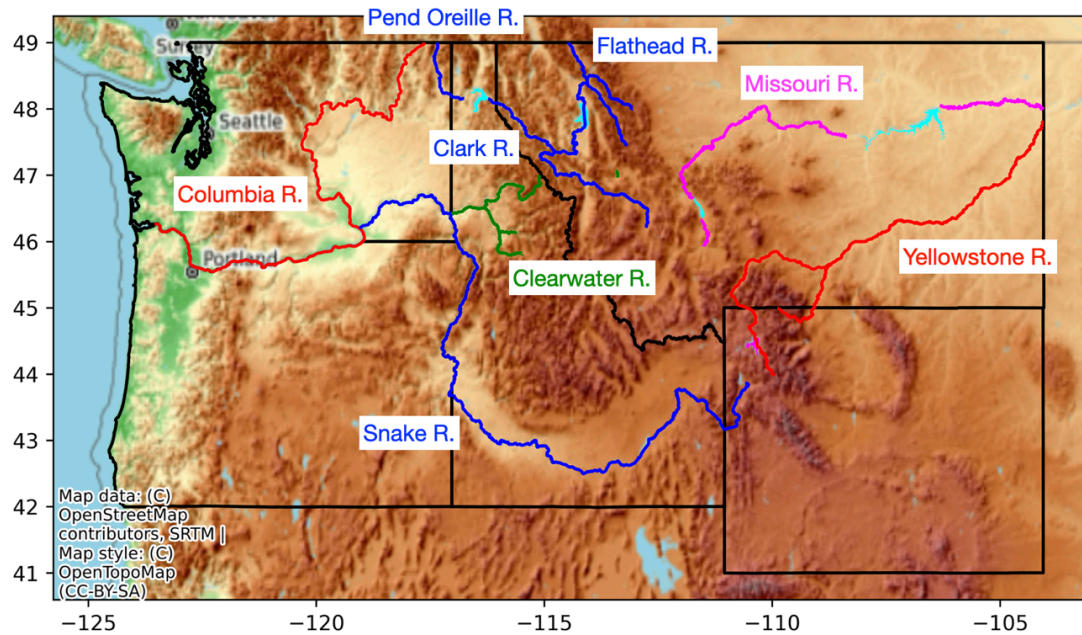 Vancouver
Pend Oreille R.
49
Surrey
Flathead R.
Missouri R.
48
Seattle
Clark R.
47
Columbia R.
46
Portland
Yellowstone R.
Clearwater R.
45
44
43
Snake R.
42
Map data: (C)
OpenStreetMap
contributors, SRTM |
Map style: (C)
OpenTopoMap
(CC-BY-SA)
41
−125
−120
−115
−110
−105